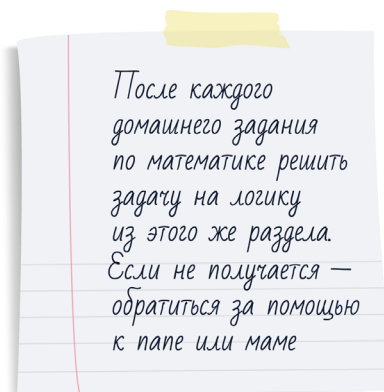 После каждого
домашнего задания
по математике решить
задачу на логику
из этого же раздела.
Если не получается —
обратиться за помощью
к папе или маме